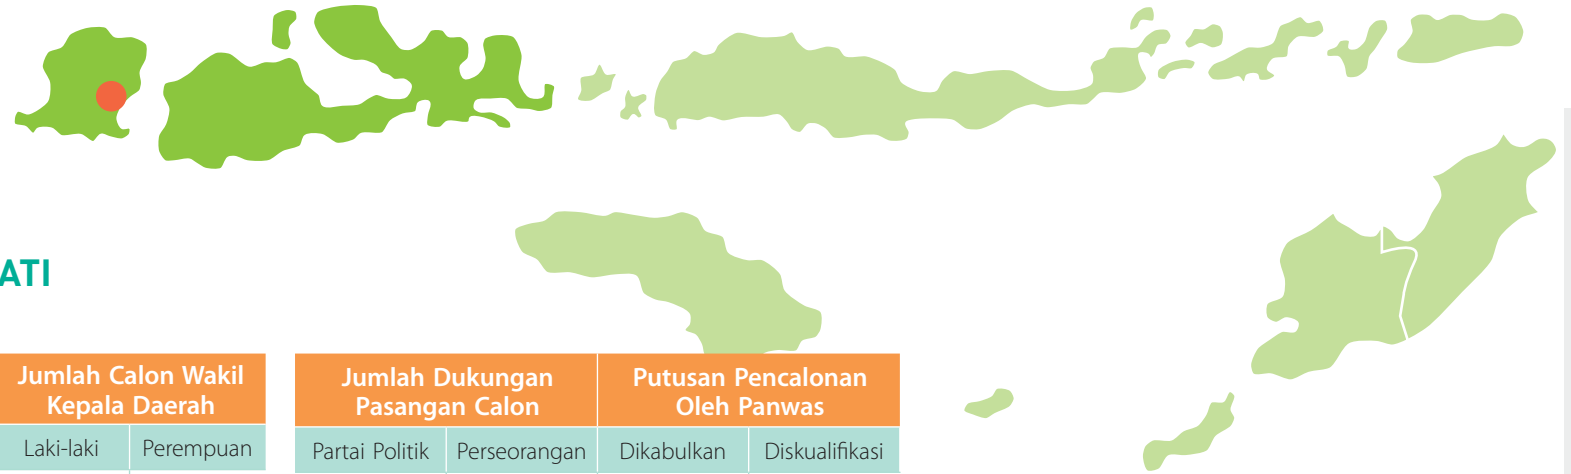 ATI
Jumlah Calon Wakil
Kepala Daerah
Laki-laki Perempuan
Jumlah Dukungan
Pasangan Calon
Putusan Pencalonan
Oleh Panwas
Partai Politik Perseorangan Dikabulkan Diskualifikasi